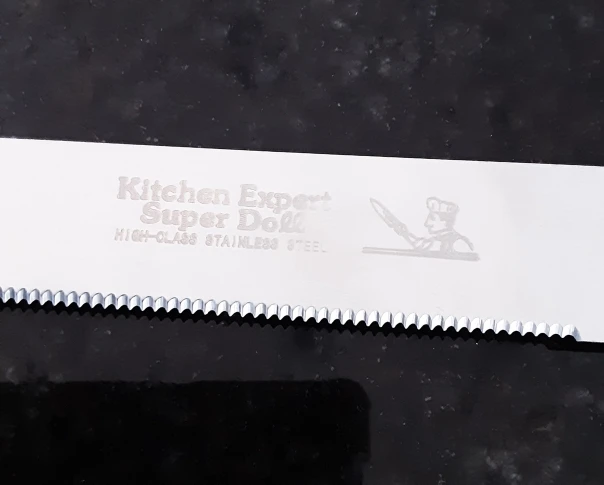 Kitchen Expert
Super Doll
HIGH-CLASS STAINLESS STEEL